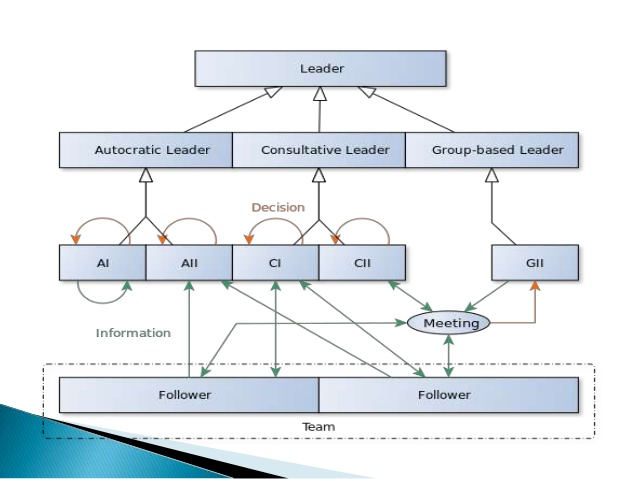 Leader
Autocratic Leader Consultative Leader Group-based Leader
Decision
AI AII CI CII GII
Information
Meeting
Follower Follower
Team